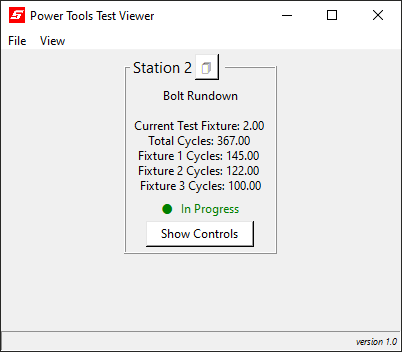 Power Tools Test Viewer
File View
Station 2
Bolt Rundown
Current Test Fixture: 2.00
Total Cycles: 367.00
Fixture 1 Cycles: 145.00
Fixture 2 Cycles: 122.00
Fixture 3 Cycles: 100.00
In Progress
Show Controls
version 1.0